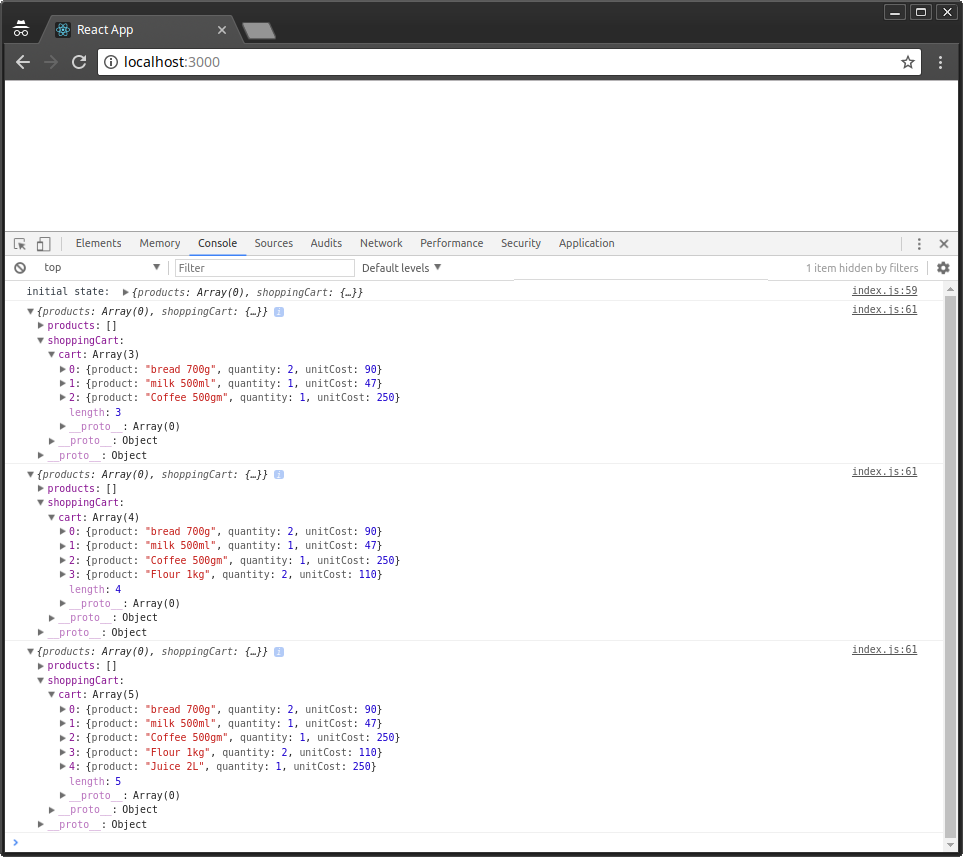 React App
localhost:3000
Elements Memory Console Sources Audits Network Performance Security Application
top Filter Default levels 1 item hidden by filters
initial state: {products: Array(0), shoppingCart: {…}} index.js:59
{products: Array(0), shoppingCart: {…}} i index.js:61
products: []
shoppingCart:
cart: Array(3)
0: {product: "bread 700g", quantity: 2, unitCost: 90}
1: {product: "milk 500ml", quantity: 1, unitCost: 47}
2: {product: "Coffee 500gm", quantity: 1, unitCost: 250}
length: 3
__proto__: Array(0)
__proto__: Object
__proto__: Object
{products: Array(0), shoppingCart: {…}} i index.js:61
products: []
shoppingCart:
cart: Array(4)
0: {product: "bread 700g", quantity: 2, unitCost: 90}
1: {product: "milk 500ml", quantity: 1, unitCost: 47}
2: {product: "Coffee 500gm", quantity: 1, unitCost: 250}
3: {product: "Flour 1kg", quantity: 2, unitCost: 110}
length: 4
__proto__: Array(0)
__proto__: Object
__proto__: Object
{products: Array(0), shoppingCart: {…}} i index.js:61
products: []
shoppingCart:
cart: Array(5)
0: {product: "bread 700g", quantity: 2, unitCost: 90}
1: {product: "milk 500ml", quantity: 1, unitCost: 47}
2: {product: "Coffee 500gm", quantity: 1, unitCost: 250}
3: {product: "Flour 1kg", quantity: 2, unitCost: 110}
4: {product: "Juice 2L", quantity: 1, unitCost: 250}
length: 5
__proto__: Array(0)
__proto__: Object
__proto__: Object